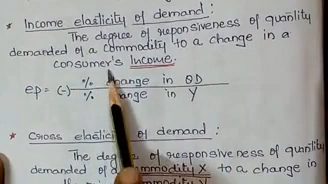 * Income elasticity of demand :
The degree of responsiveness of quantity
demanded of a commodity to a change in a
consumer's Income.
ep = (-) % change in QD
% change in Y
* Cross elasticity of demand :
The degree of responsiveness of quantity
demanded of commodity X to a change in
commodity Y